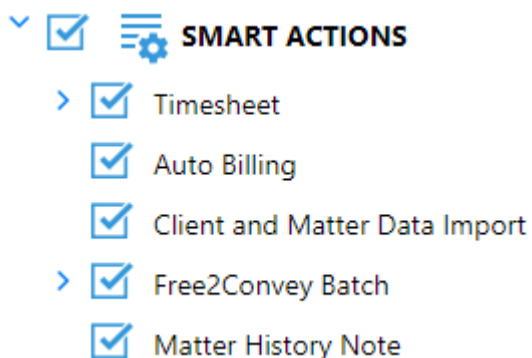 SMART ACTIONS
Timesheet
Auto Billing
Client and Matter Data Import
Free2Convey Batch
Matter History Note